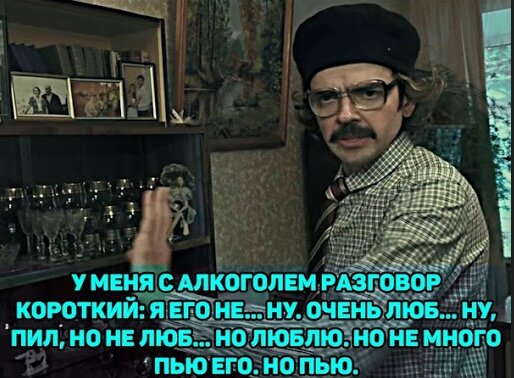 У МЕНЯ С АЛКОГОЛЕМ РАЗГОВОР
КОРОТКИЙ: Я ЕГО НЕ... НУ. ОЧЕНЬ ЛЮБ... НУ,
ПИЛ, НО НЕ ЛЮБ... НО ЛЮБЛЮ. НО НЕ МНОГО
ПЬЮ ЕГО. НО ПЬЮ.